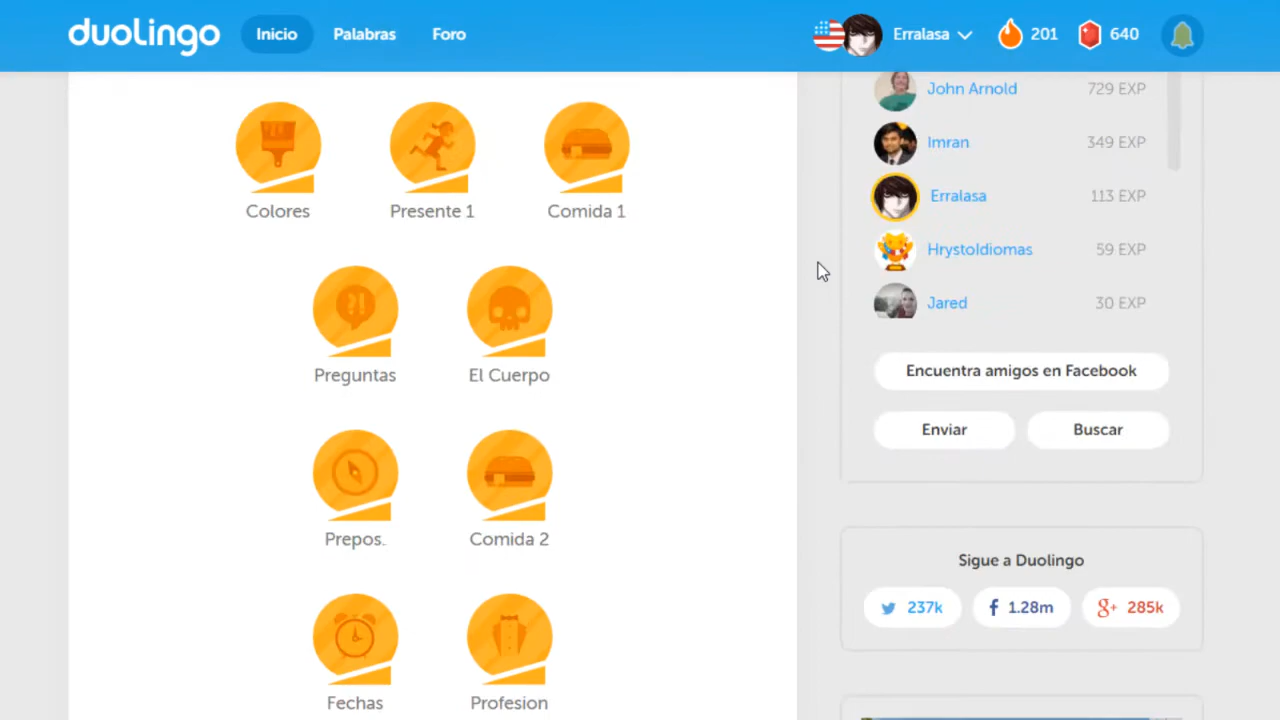 duolingo
Inicio
Palabras
Foro
Erralasa
201
640
Colores
Presente 1
Comida 1
Preguntas
El Cuerpo
Prepos.
Comida 2
Fechas
Profesion
John Arnold 729 EXP
Imran 349 EXP
Erralasa 113 EXP
HrystoIdiomas 59 EXP
Jared 30 EXP
Encuentra amigos en Facebook
Enviar
Buscar
Sigue a Duolingo
237k
1.28m
285k